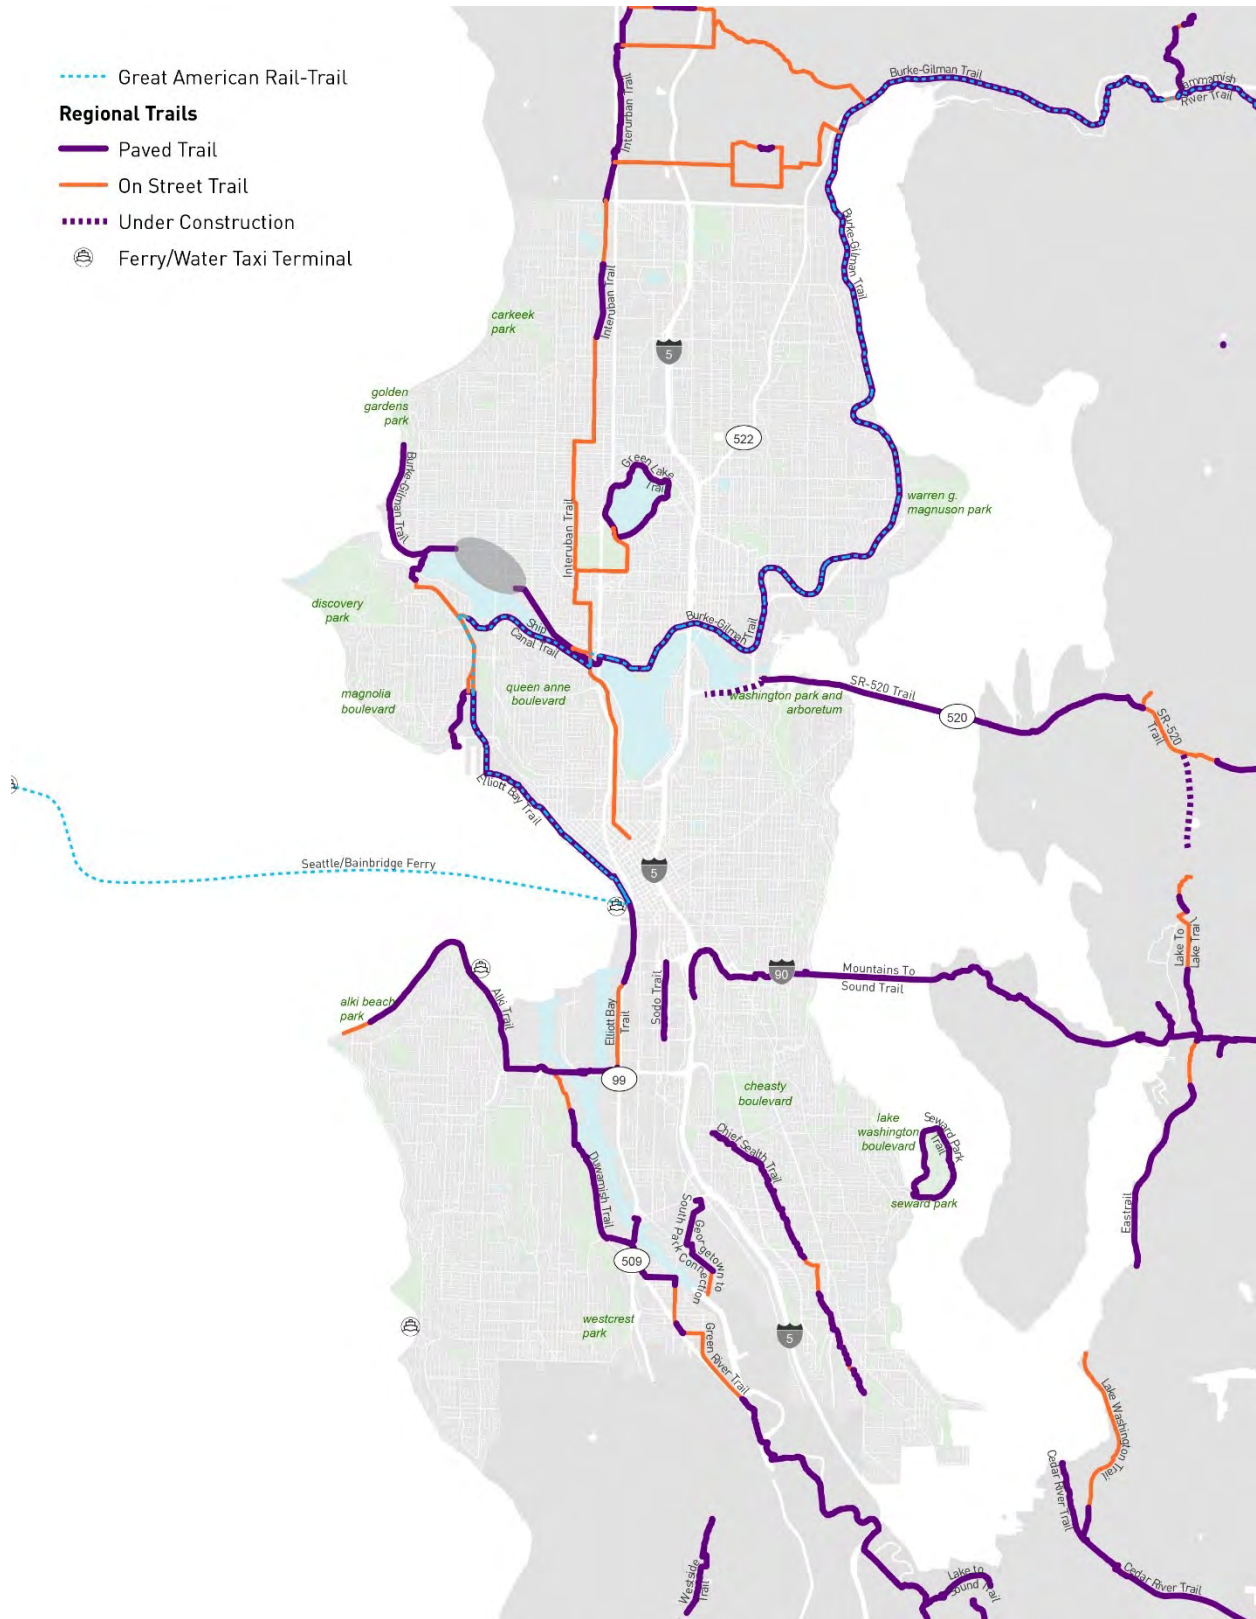 Great American Rail-Trail
Regional Trails
Paved Trail
On Street Trail
Under Construction
Ferry/Water Taxi Terminal
Burke-Gilman Trail
ammamish
River Trail
Interurban Trail
Burke-Gilman Trail
Interuban Trail
carkeek
park
5
golden
gardens
park
522
Burke-Gilman Trail
Green Lake
Trail
warren g.
magnuson park
Interuban Trail
discovery
park
Ship
Canal Trail
Burke-Gilman
Trail
magnolia
boulevard
queen anne
boulevard
washington park and
arboretum
SR-520 Trail
520
SR-520
Trail
Elliott Bay Trail
Seattle/Bainbridge Ferry
5
Lake To
Lake Trail
90
Mountains To
Sound Trail
Alki Trail
alki beach
park
Elliott Bay
Trail
Sodo Trail
99
cheasty
boulevard
lake
washington
boulevard
Seward Park
Trail
Chief Sealth Trail
Duwamish Trail
seward park
Eastrail
Georgetown to
South Park Connection
509
westcrest
park
5
Green River Trail
Lake Washington Trail
Cedar River Trail
Westside
Trail
Lake to
Sound Trail
Cedar River Trail